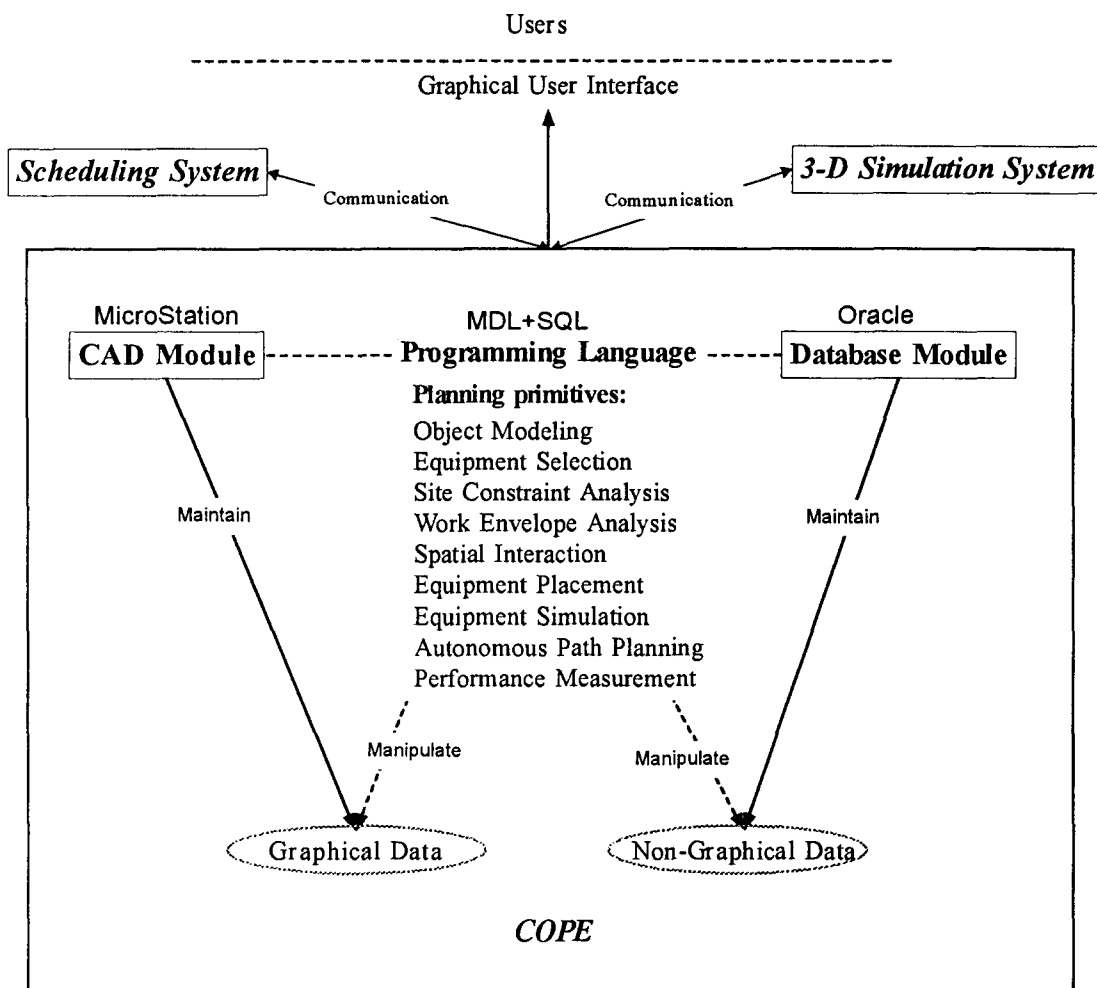 Users
Graphical User Interface
Scheduling System
3-D Simulation System
Communication
Communication
MicroStation
MDL+SQL
Oracle
CAD Module
Programming Language
Database Module
Planning primitives:
Object Modeling
Equipment Selection
Site Constraint Analysis
Work Envelope Analysis
Spatial Interaction
Equipment Placement
Equipment Simulation
Autonomous Path Planning
Performance Measurement
Maintain
Maintain
Manipulate
Manipulate
Graphical Data
Non-Graphical Data
COPE